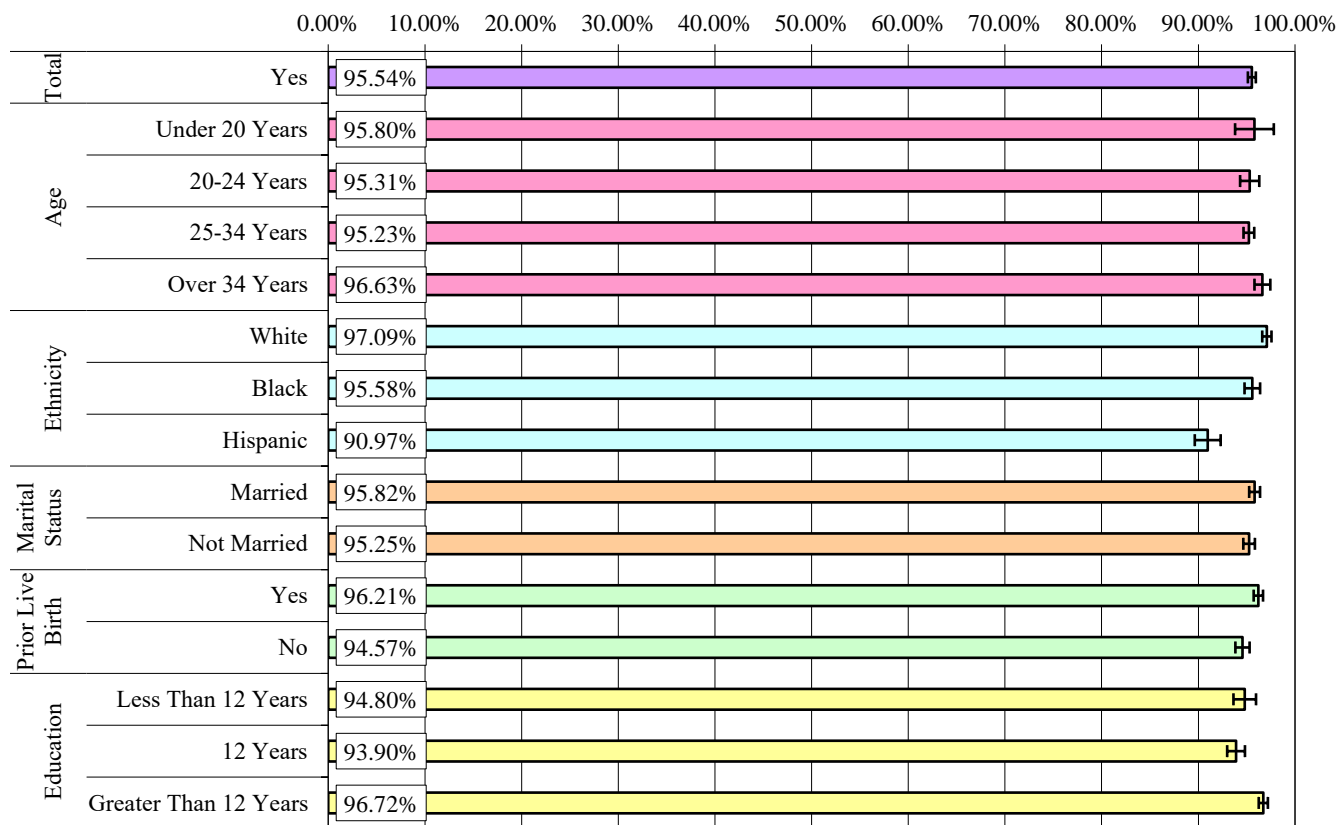 0.00% 10.00% 20.00% 30.00% 40.00% 50.00% 60.00% 70.00% 80.00% 90.00% 100.00%
Total
Yes 95.54%
Age
Under 20 Years 95.80%
20-24 Years 95.31%
25-34 Years 95.23%
Over 34 Years 96.63%
Ethnicity
White 97.09%
Black 95.58%
Hispanic 90.97%
Marital
Status
Married 95.82%
Not Married 95.25%
Prior Live
Birth
Yes 96.21%
No 94.57%
Education
Less Than 12 Years 94.80%
12 Years 93.90%
Greater Than 12 Years 96.72%